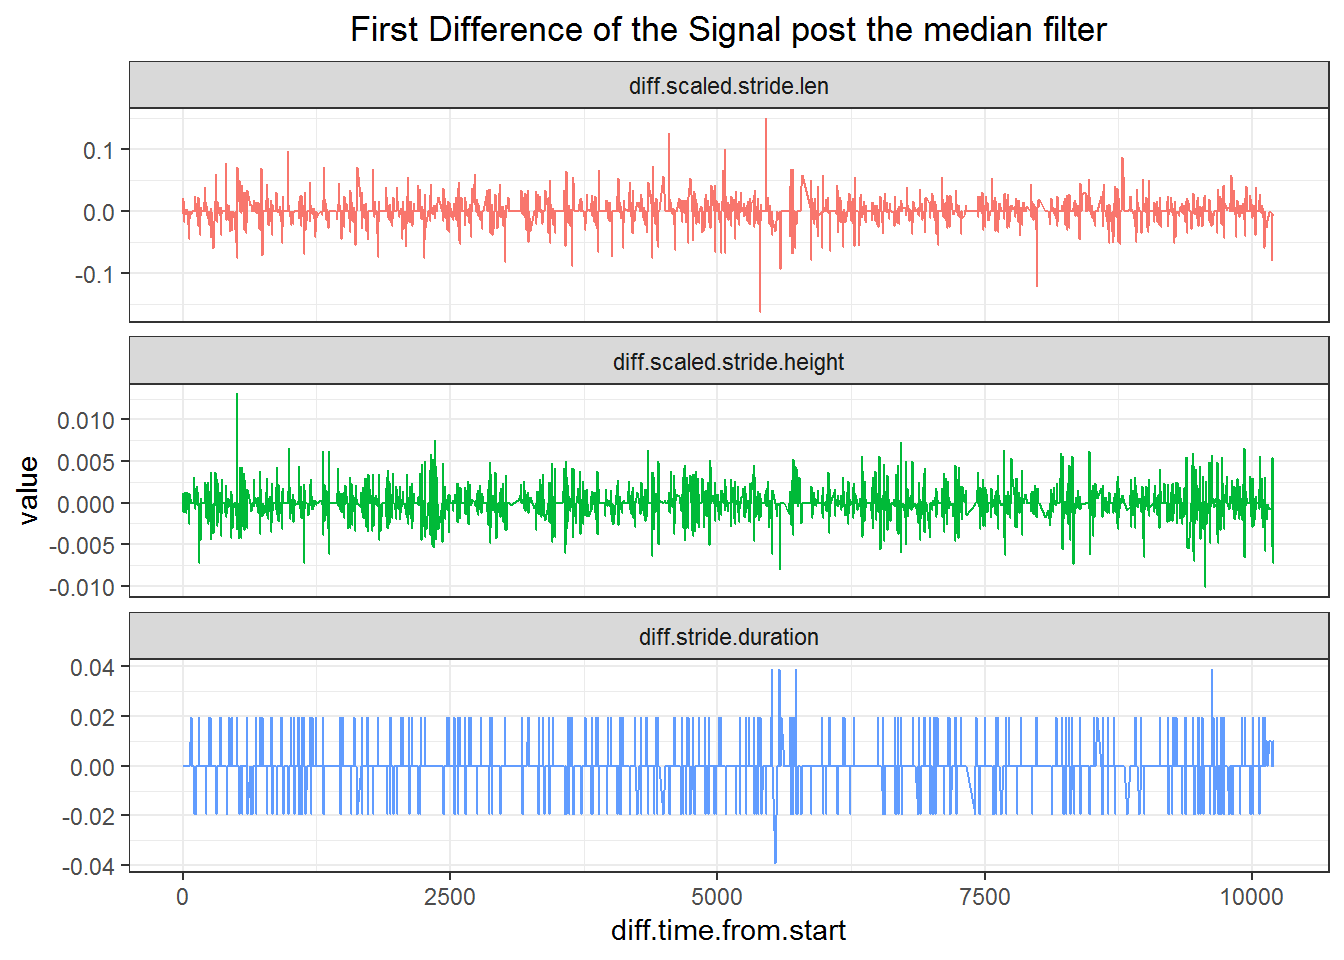 First Difference of the Signal post the median filter
diff.scaled.stride.len
0.1
0.0
-0.1
diff.scaled.stride.height
0.010
0.005
0.000
-0.005
-0.010
value
diff.stride.duration
0.04
0.02
0.00
-0.02
-0.04
0 2500 5000 7500 10000
diff.time.from.start